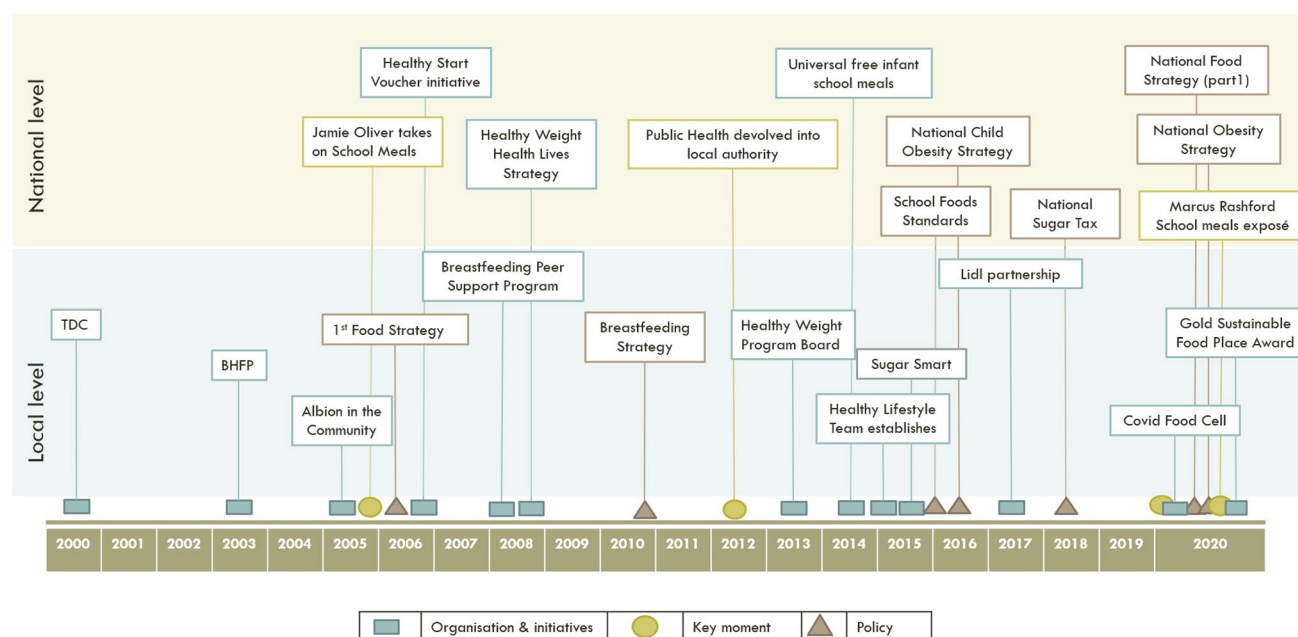 National level
Healthy Start
Voucher initiative
Universal free infant
school meals
National Food
Strategy (part1)
Jamie Oliver takes
on School Meals
Healthy Weight
Health Lives
Strategy
Public Health devolved into
local authority
National Child
Obesity Strategy
National Obesity
Strategy
School Foods
Standards
National
Sugar Tax
Marcus Rashford
School meals exposé
Local level
Breastfeeding Peer
Support Program
Lidl partnership
TDC
1st Food Strategy
Breastfeeding
Strategy
Healthy Weight
Program Board
Gold Sustainable
Food Place Award
BHFP
Sugar Smart
Albion in the
Community
Healthy Lifestyle
Team establishes
Covid Food Cell
2000 2001 2002 2003 2004 2005 2006 2007 2008 2009 2010 2011 2012 2013 2014 2015 2016 2017 2018 2019 2020
Organisation & initiatives Key moment Policy